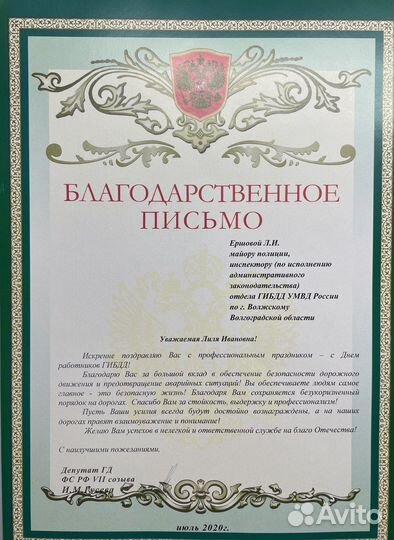 БЛАГОДАРСТВЕННОЕ
ПИСЬМО
Ершовой Л.И.
майору полиции,
инспектору (по исполнению
административного
законодательства)
отдела ГИБДД УМВД России
по г. Волжскому
Волгоградской области
Уважаемая Лиля Ивановна!
Искренне поздравляю Вас с профессиональным праздником – с Днем
работников ГИБДД!
Благодарю Вас за большой вклад в обеспечение безопасности дорожного
движения и предотвращение аварийных ситуаций! Вы обеспечиваете людям самое
главное - это безопасную жизнь! Благодаря Вам сохраняется безукоризненный
порядок на дорогах. Спасибо Вам за стойкость, выдержку и профессионализм!
Пусть Ваши усилия всегда будут достойно вознаграждены, а на наших
дорогах правят взаимоуважение и понимание!
Желаю Вам успехов в нелегкой и ответственной службе на благо Отечества!
С наилучшими пожеланиями,
Депутат ГД
ФС РФ VII созыва
И.М.Гусева
июль 2020г.
Avito